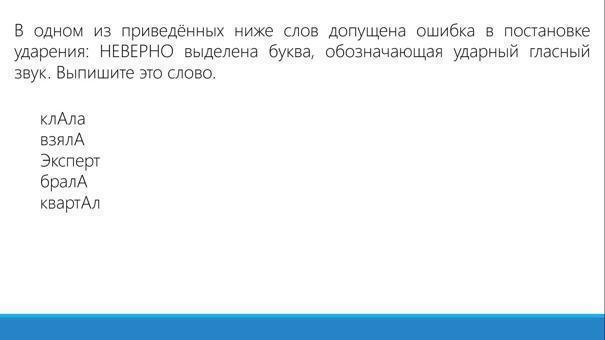 В одном из приведённых ниже слов допущена ошибка в постановке
ударения: НЕВЕРНО выделена буква, обозначающая ударный гласный
звук. Выпишите это слово.
клАла
взялА
Эксперт
бралА
квартАл